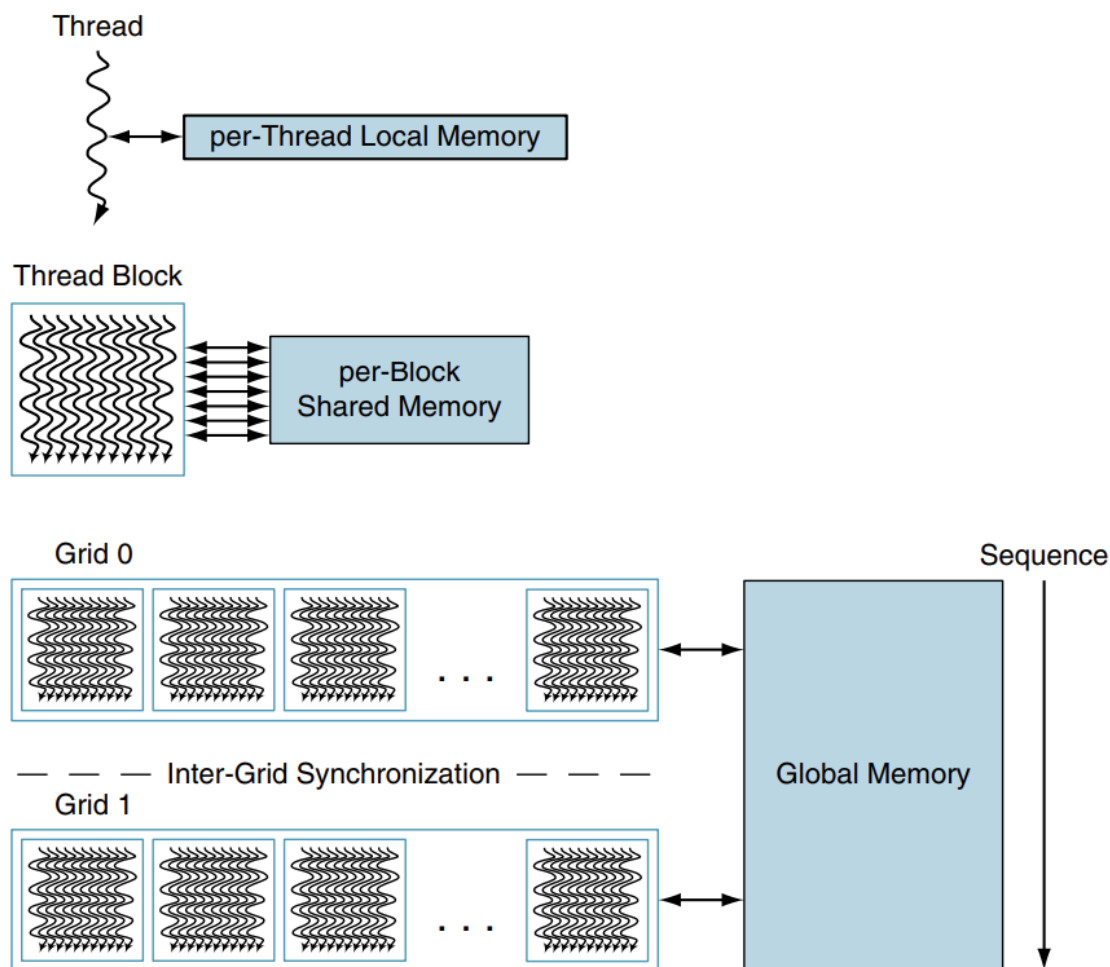 Thread
per-Thread Local Memory
Thread Block
per-Block
Shared Memory
Grid 0
Sequence
. . .
Inter-Grid Synchronization
Global Memory
Grid 1
. . .